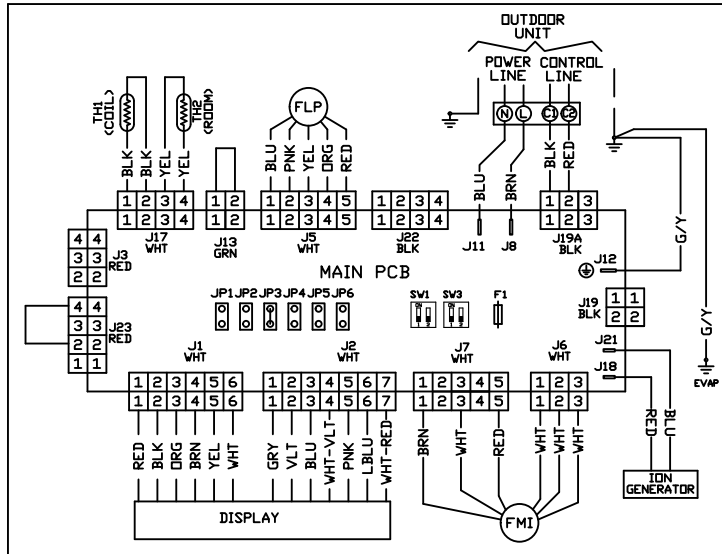 OUTDOOR
UNIT
POWER CONTROL
LINE LINE
N L C1 C2
TH1
(COIL)
TH2
(ROOM)
FLP
BLK BLK YEL YEL
BLU PNK YEL ORG RED
BLU BRN
BLK RED
G/Y
G/Y
1 2 3 4
1 2 3 4
J17
WHT
1 2
1 2
J13
GRN
1 2 3 4 5
1 2 3 4 5
J5
WHT
1 2 3 4
1 2 3 4
J22
BLK
J11 J8
1 2 3
1 2 3
J19A
BLK
4 4
3 3
2 2
J3
RED
MAIN PCB
J12
JP1 JP2 JP3 JP4 JP5 JP6
SW1 SW3 F1
ON ON
1 2 1 2
1 1
2 2
J19
BLK
4 4
3 3
2 2
1 1
J23
RED
J21
J18
EVAP
J1
WHT
1 2 3 4 5 6
1 2 3 4 5 6
J2
WHT
1 2 3 4 5 6 7
1 2 3 4 5 6 7
J7
WHT
1 2 3 4 5
1 2 3 4 5
J6
WHT
1 2 3
1 2 3
RED BLK ORG BRN YEL WHT
GRY VLT BLU WHT-VLT PNK LBLU WHT-RED
BRN WHT RED
WHT WHT WHT
RED BLU
DISPLAY
FMI
ION
GENERATOR